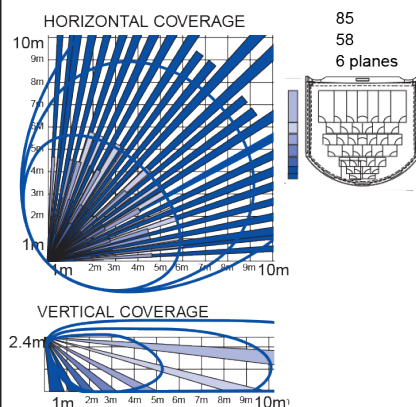 HORIZONTAL COVERAGE
85
58
6 planes
10m
9m
8m
7m
6m
5m
4m
3m
2m
1m
1m 2m 3m 4m 5m 6m 7m 8m 9m 10m
VERTICAL COVERAGE
2.4m
1m 2m 3m 4m 5m 6m 7m 8m 9m 10m